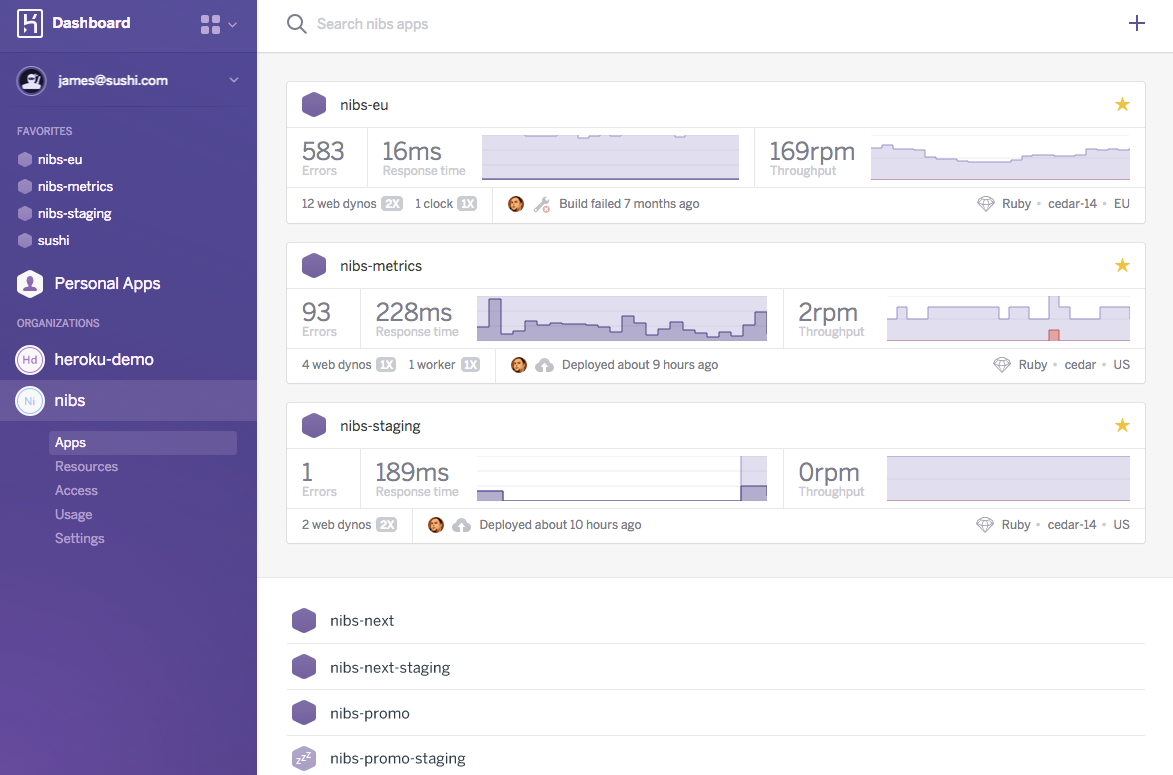 Dashboard
james@sushi.com
FAVORITES
nibs-eu
nibs-metrics
nibs-staging
sushi
Personal Apps
ORGANIZATIONS
Hd heroku-demo
Ni nibs
Apps
Resources
Access
Usage
Settings
Search nibs apps
nibs-eu
583 16ms 169rpm
Errors Response time Throughput
12 web dynos 2X 1 clock 1X Build failed 7 months ago Ruby • cedar-14 • EU
nibs-metrics
93 228ms 2rpm
Errors Response time Throughput
4 web dynos 1X 1 worker 1X Deployed about 9 hours ago Ruby • cedar • US
nibs-staging
1 189ms 0rpm
Errors Response time Throughput
2 web dynos 2X Deployed about 10 hours ago Ruby • cedar-14 • US
nibs-next
nibs-next-staging
nibs-promo
zzz nibs-promo-staging